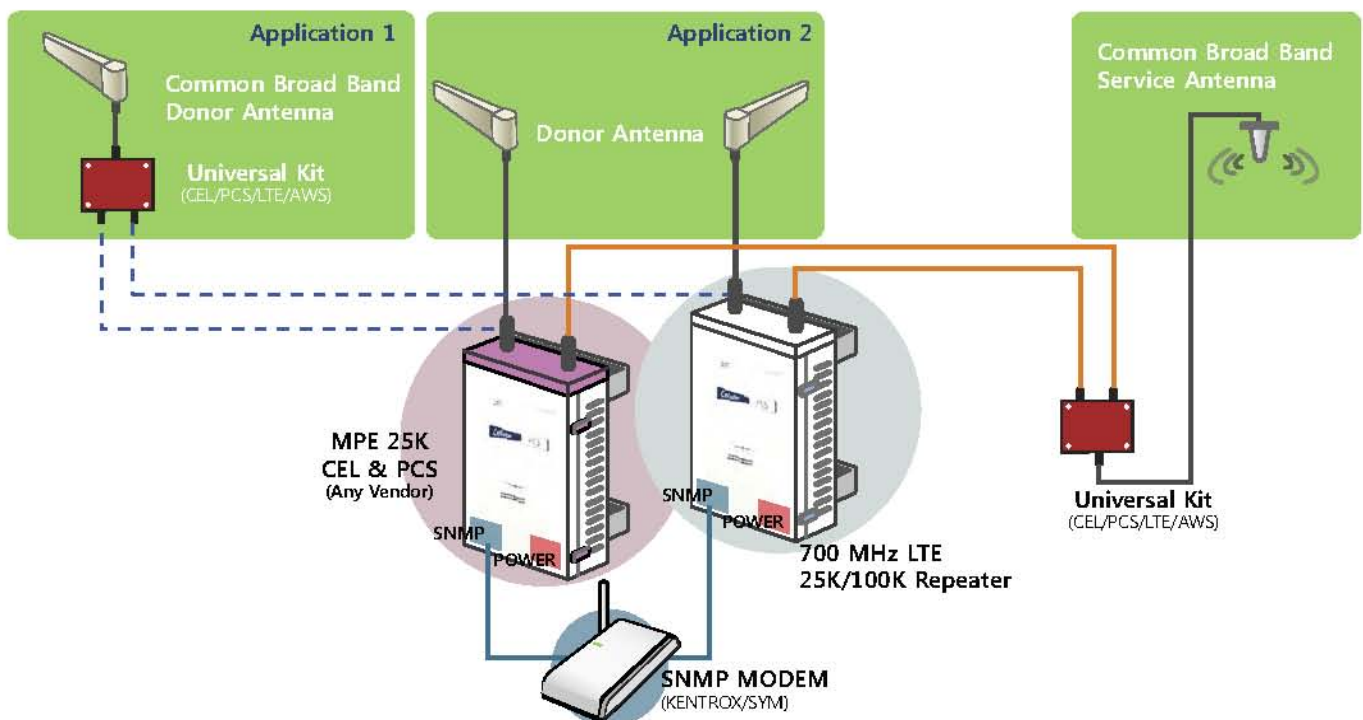 Application 1
Common Broad Band
Donor Antenna
Universal Kit
(CEL/PCS/LTE/AWS)
Application 2
Donor Antenna
Common Broad Band
Service Antenna
MPE 25K
CEL & PCS
(Any Vendor)
SNMP
POWER
SNMP
POWER
700 MHz LTE
25K/100K Repeater
Universal Kit
(CEL/PCS/LTE/AWS)
SNMP MODEM
(KENTROX/SYM)